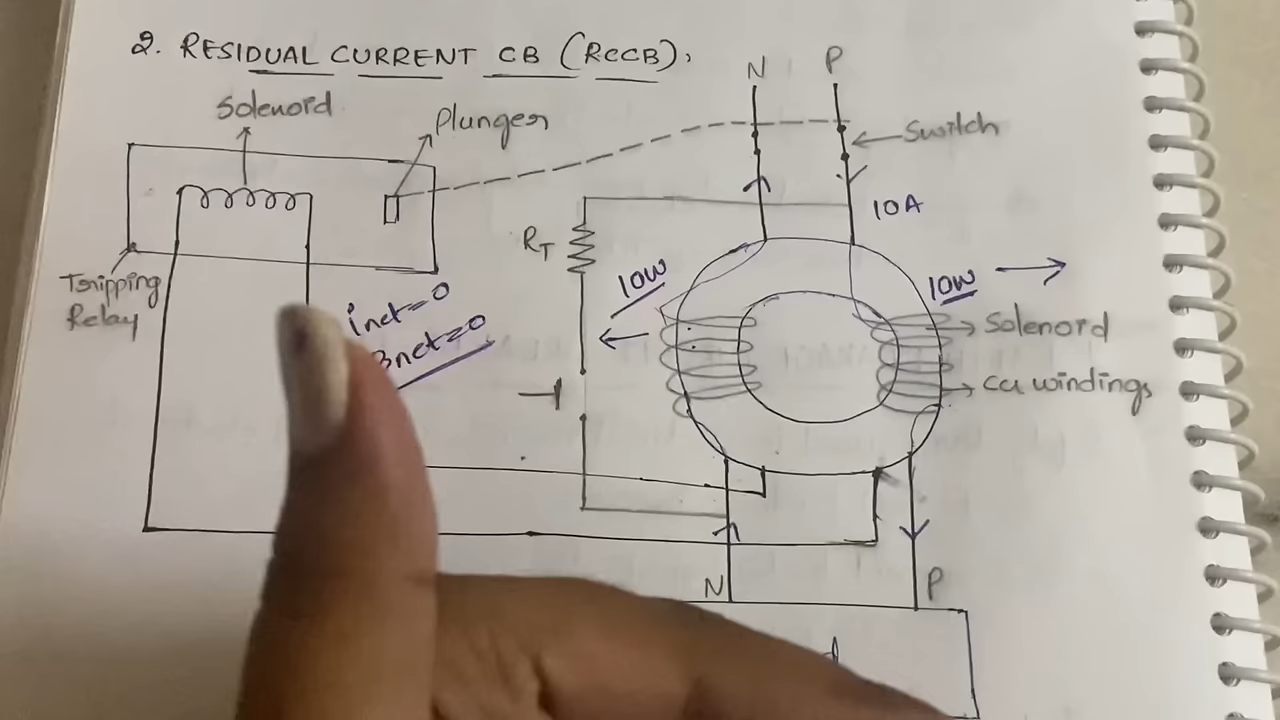 2. RESIDUAL CURRENT CB (RCCB),
N P
Solenoid
Plunger
Switch
10A
RT
Tripping
Relay
inet=0
Bnet=0
10W
10W
Solenoid
Cu windings
N P